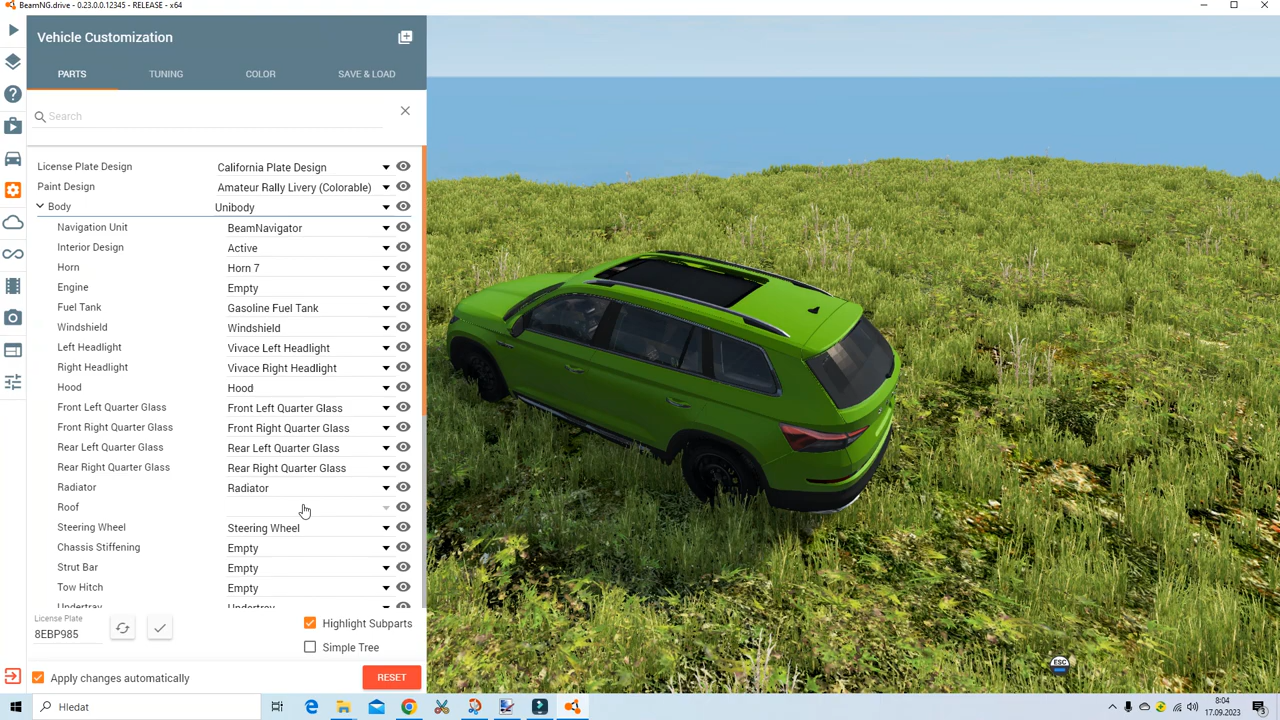 BeamNG.drive - 0.23.0.0.12345 - RELEASE - x64
Vehicle Customization
PARTS TUNING COLOR SAVE & LOAD
Search
License Plate Design California Plate Design
Paint Design Amateur Rally Livery (Colorable)
Body Unibody
Navigation Unit BeamNavigator
Interior Design Active
Horn Horn 7
Engine Empty
Fuel Tank Gasoline Fuel Tank
Windshield Windshield
Left Headlight Vivace Left Headlight
Right Headlight Vivace Right Headlight
Hood Hood
Front Left Quarter Glass Front Left Quarter Glass
Front Right Quarter Glass Front Right Quarter Glass
Rear Left Quarter Glass Rear Left Quarter Glass
Rear Right Quarter Glass Rear Right Quarter Glass
Radiator Radiator
Roof
Steering Wheel Steering Wheel
Chassis Stiffening Empty
Strut Bar Empty
Tow Hitch Empty
Undertray Undertray
License Plate
8EBP985
Highlight Subparts
Simple Tree
Apply changes automatically RESET
ESC
Hledat
8:04
17.09.2023
3